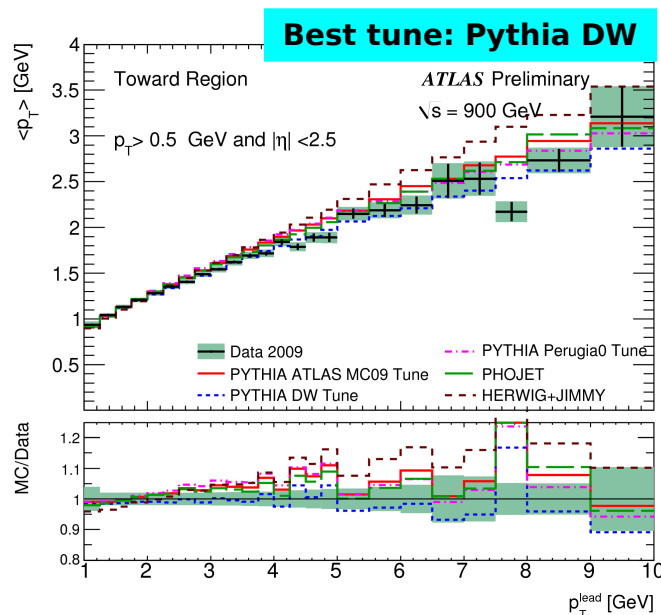 Best tune: Pythia DW
<p_T> [GeV]
4
3.5
3
2.5
2
1.5
1
0.5
Toward Region
ATLAS Preliminary
√s = 900 GeV
p_T> 0.5 GeV and |η| <2.5
Data 2009
PYTHIA ATLAS MC09 Tune
PYTHIA DW Tune
PYTHIA Perugia0 Tune
PHOJET
HERWIG+JIMMY
MC/Data
1.2
1.1
1
0.9
0.8
1 2 3 4 5 6 7 8 9 10
p_T^lead [GeV]